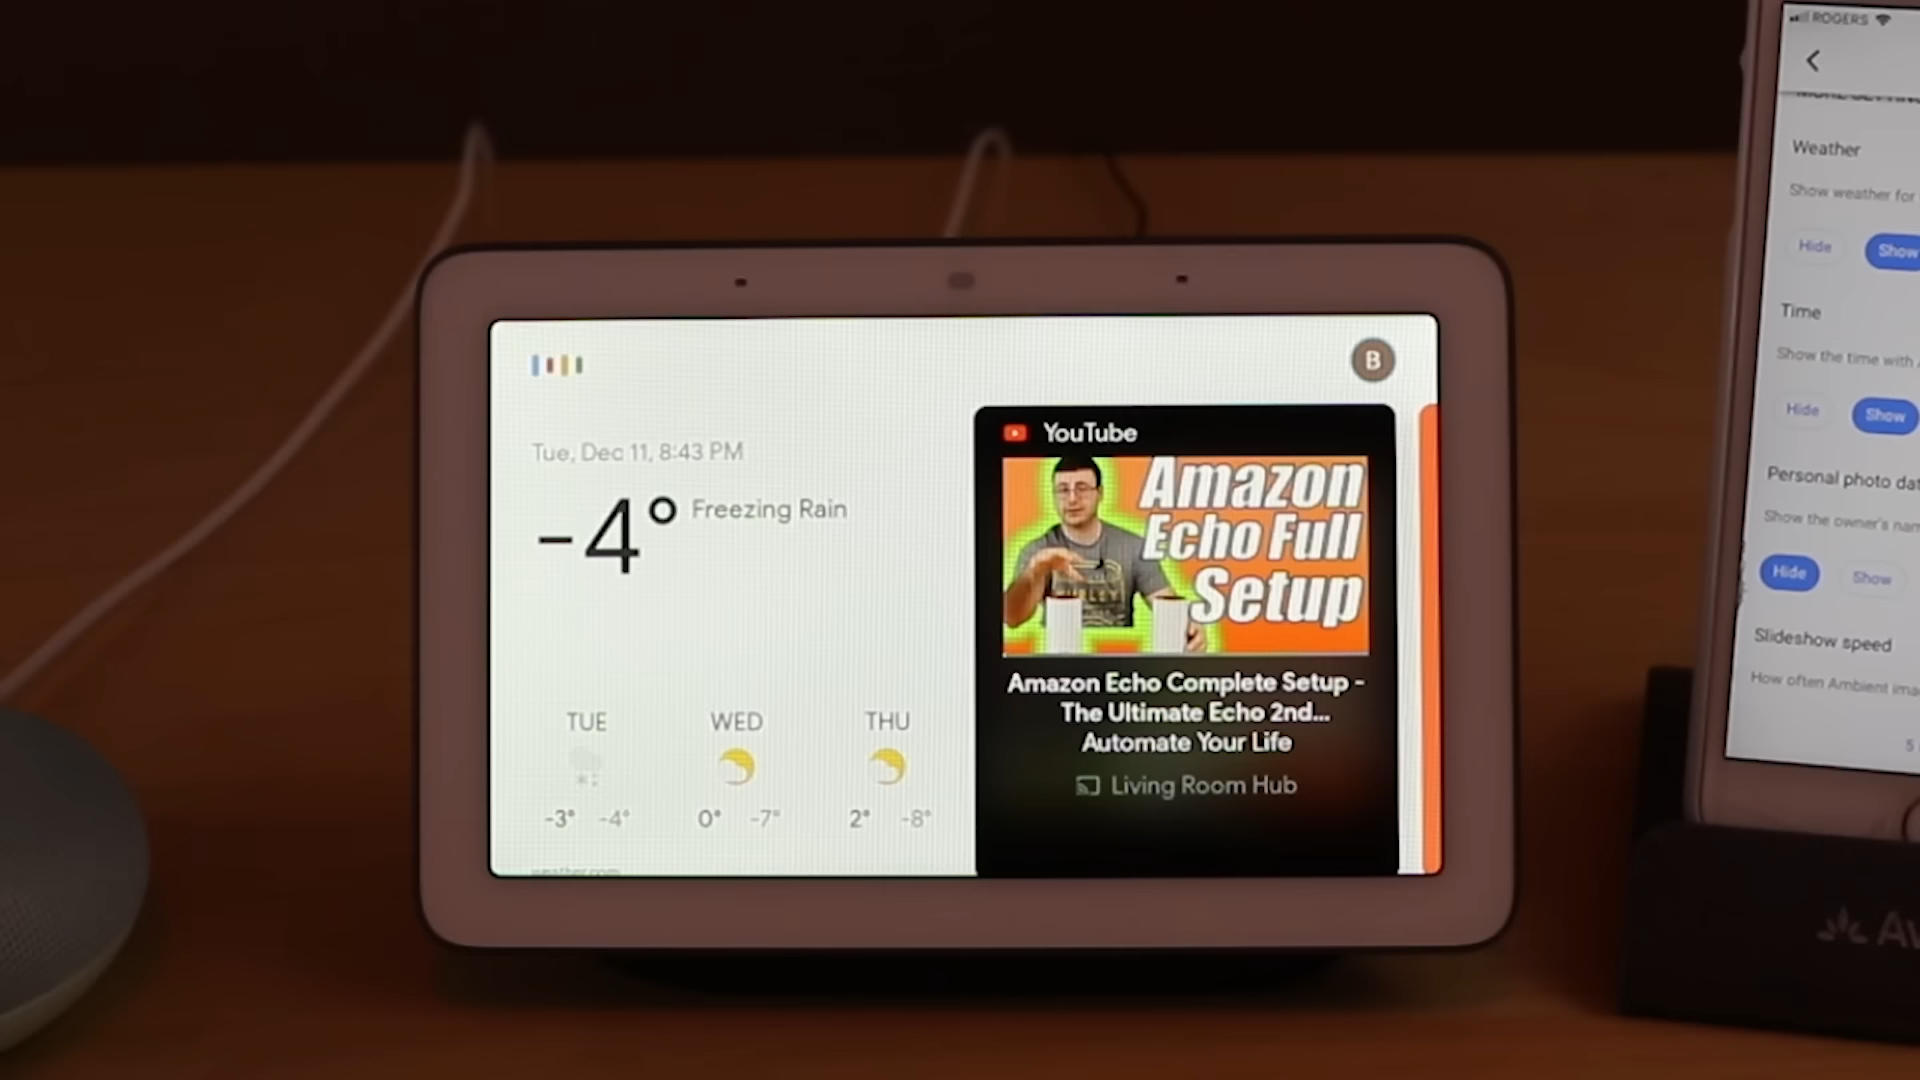 Tue, Dec 11, 8:43 PM
-4° Freezing Rain
TUE WED THU
-3° -4° 0° -7° 2° -8°
weather.com
B
YouTube
Amazon
Echo Full
Setup
Amazon Echo Complete Setup -
The Ultimate Echo 2nd...
Automate Your Life
Living Room Hub
ROGERS
Weather
Show weather for
Hide Show
Time
Show the time with
Hide Show
Personal photo
Show the owner's
Hide Show
Slideshow speed
How often Ambient
5